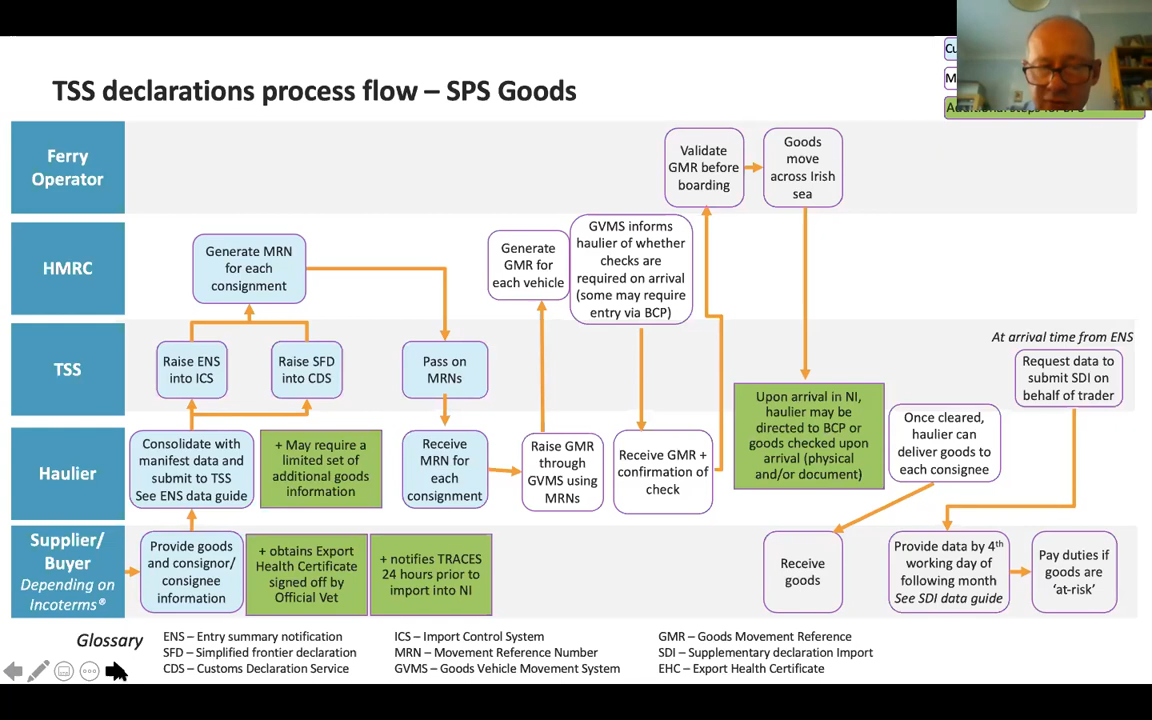 TSS declarations process flow – SPS Goods
Cu
M
Ferry
Operator
Validate
GMR before
boarding
Goods
move
across Irish
sea
HMRC
Generate MRN
for each
consignment
Generate
GMR for
each vehicle
GVMS informs
haulier of whether
checks are
required on arrival
(some may require
entry via BCP)
TSS
Raise ENS
into ICS
Raise SFD
into CDS
Pass on
MRNs
At arrival time from ENS
Request data to
submit SDI on
behalf of trader
Haulier
Consolidate with
manifest data and
submit to TSS
See ENS data guide
+ May require a
limited set of
additional goods
information
Receive
MRN for
each
consignment
Raise GMR
through
GVMS using
MRNs
Receive GMR +
confirmation of
check
Upon arrival in NI,
haulier may be
directed to BCP or
goods checked upon
arrival (physical
and/or document)
Once cleared,
haulier can
deliver goods to
each consignee
Supplier/
Buyer
Depending on
Incoterms®
Provide goods
and consignor/
consignee
information
+ obtains Export
Health Certificate
signed off by
Official Vet
+ notifies TRACES
24 hours prior to
import into NI
Receive
goods
Provide data by 4th
working day of
following month
See SDI data guide
Pay duties if
goods are
‘at-risk’
Glossary
ENS – Entry summary notification
SFD – Simplified frontier declaration
CDS – Customs Declaration Service
ICS – Import Control System
MRN – Movement Reference Number
GVMS – Goods Vehicle Movement System
GMR – Goods Movement Reference
SDI – Supplementary declaration Import
EHC – Export Health Certificate